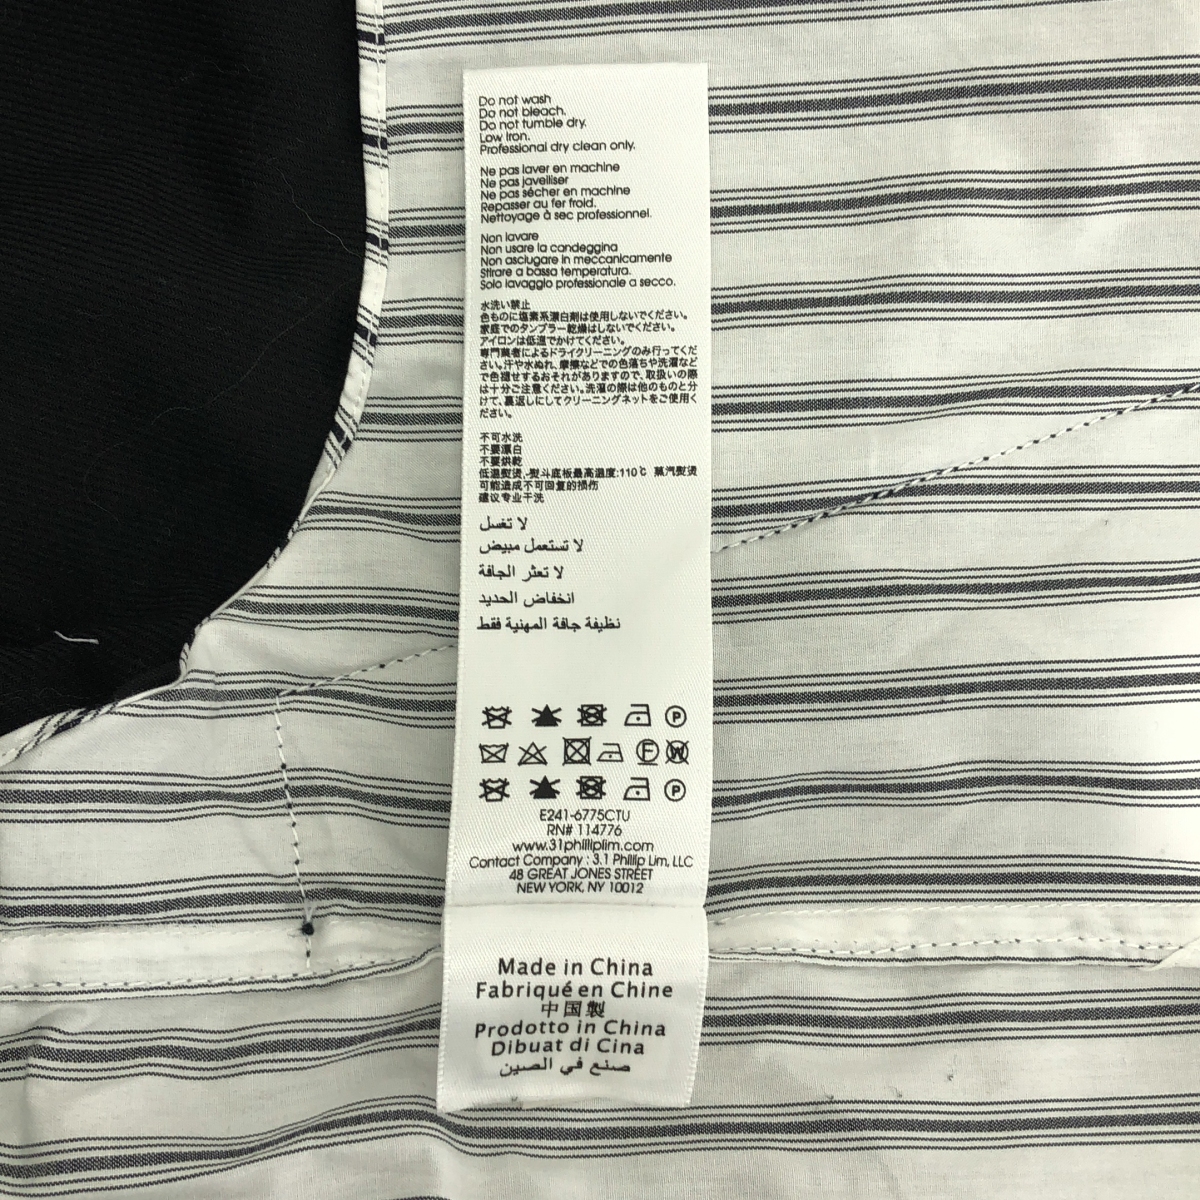 Do not wash
Do not bleach.
Do not tumble dry.
Low Iron.
Professional dry clean only.
Ne pas laver en machine
Ne pas javelliser
Ne pas sécher en machine
Repasser au fer froid.
Nettoyage à sec professionnel.
Non lavare
Non usare la candeggina
Non asciugare in meccanicamente
Stirare a bassa temperatura.
Solo lavaggio professionale a secco.
水洗い禁止
色ものに塩素系漂白剤は使用しないでください。
家庭でのタンブラー乾燥はしないでください。
アイロンは低温でかけてください。
専門業者によるドライクリーニングのみ行ってくだ
さい。汗や水ぬれ、摩擦などでの色落ちや洗濯など
で色褪せするおそれがありますので、取扱いの際
は十分ご注意ください。洗濯の際は他のものと分
けて、裏返しにしてクリーニングネットをご使用く
ださい。
不可水洗
不要漂白
不要烘乾
低温熨烫,-熨斗底板最高温度:110℃ 蒸汽熨烫
可能造成不可回复的损伤
建议专业干洗
لا تغسل
لا تستعمل مبيض
لا تعثر الجافة
انخفاض الحديد
نظيفة جافة المهنية فقط
P
F W
P
E241-6775CTU
RN# 114776
www.31philliplim.com
Contact Company : 3.1 Phillip Lim, LLC
48 GREAT JONES STREET
NEW YORK, NY 10012
Made in China
Fabriqué en Chine
中国製
Prodotto in China
Dibuat di Cina
صنع في الصين